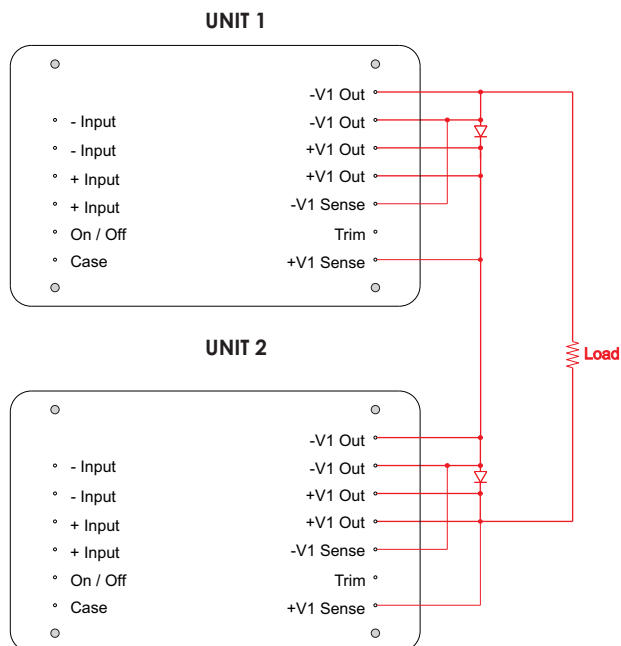 UNIT 1
-V1 Out
- Input -V1 Out
- Input +V1 Out
+ Input +V1 Out
+ Input -V1 Sense
On / Off Trim
Case +V1 Sense
Load
UNIT 2
-V1 Out
- Input -V1 Out
- Input +V1 Out
+ Input +V1 Out
+ Input -V1 Sense
On / Off Trim
Case +V1 Sense